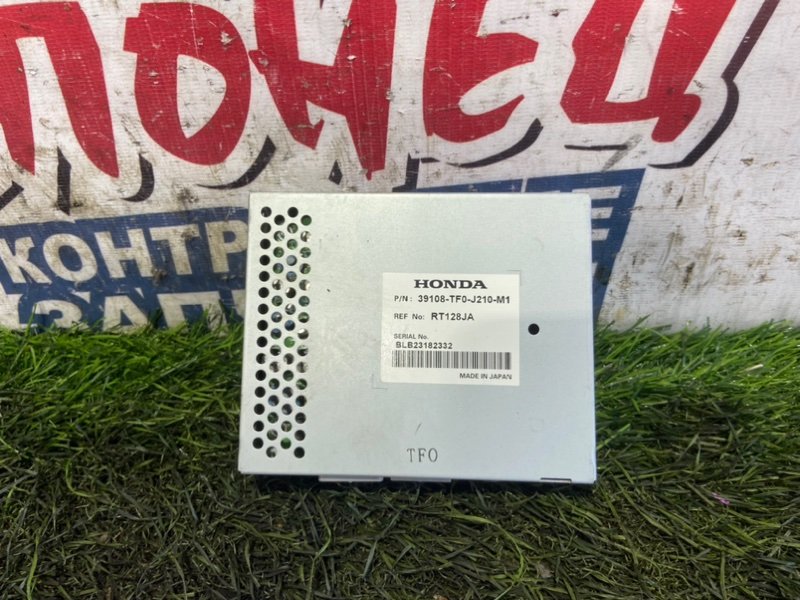 ПОНЕЦ
КОНТР
ЗАП
HONDA
P/N: 39108-TF0-J210-M1
REF No: RT128JA
SERIAL No.
BLB23182332
MADE IN JAPAN
TF0